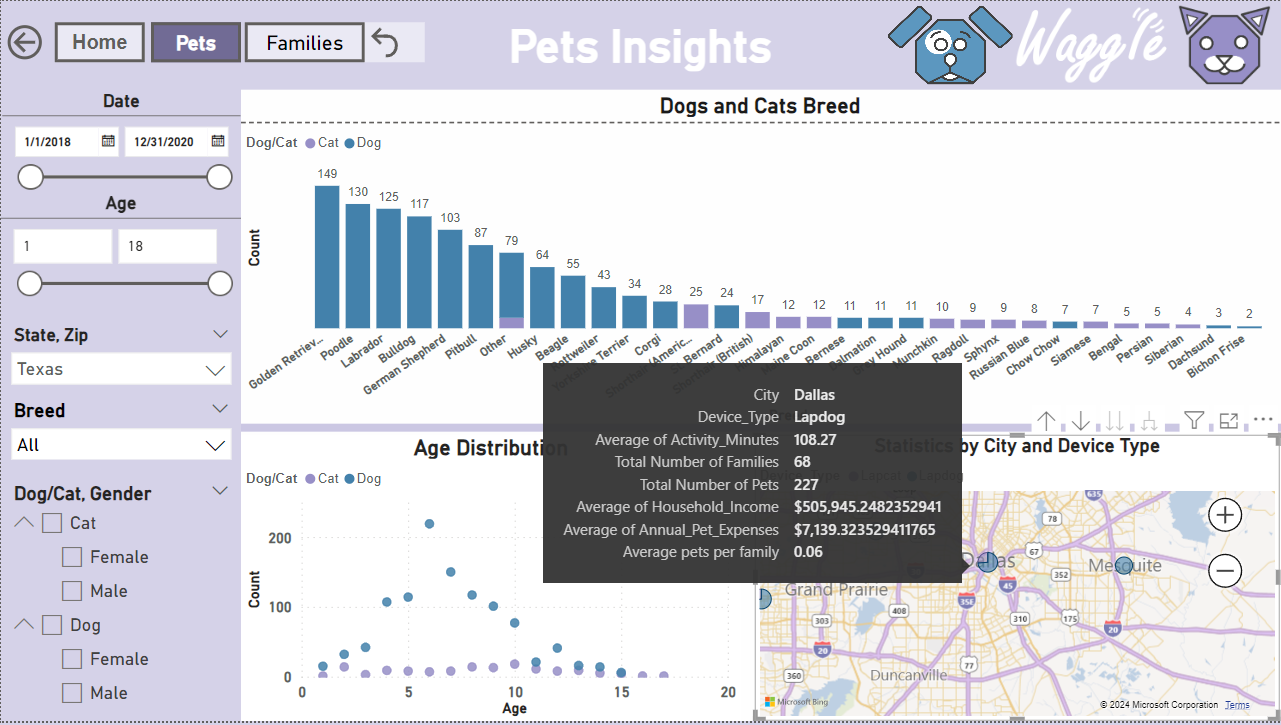 Home
Pets
Families
Pets Insights
Waggle
Date
1/1/2018
12/31/2020
Age
1
18
State, Zip
Texas
Breed
All
Dog/Cat, Gender
Cat
Female
Male
Dog
Female
Male
Dogs and Cats Breed
Dog/Cat Cat Dog
Count
149 130 125 117 103 87 79 64 55 43 34 28 25 24 17 12 12 11 11 11 10 9 9 8 7 7 5 5 4 3 2
Golden Retriev...
Poodle
Labrador
Bulldog
German Shepherd
Pitbull
Other
Husky
Beagle
Rottweiler
Yorkshire Terrier
Corgi
Shorthair (Americ...
St. Bernard
Shorthair (British)
Himalayan
Maine Coon
Bernese
Dalmation
Grey Hound
Munchkin
Ragdoll
Sphynx
Russian Blue
Chow Chow
Siamese
Bengal
Persian
Siberian
Dachsund
Bichon Frise
City Dallas
Device_Type Lapdog
Average of Activity_Minutes 108.27
Total Number of Families 68
Total Number of Pets 227
Average of Household_Income $505,945.2482352941
Average of Annual_Pet_Expenses $7,139.323529411765
Average pets per family 0.06
Age Distribution
Dog/Cat Cat Dog
Count
200
100
0
0 5 10 15 20
Age
Statistics by City and Device Type
Device_Type Lapcat Lapdog
635
78
67
Dallas
Mesquite
352
45
Grand Prairie
35E
408
303
310
175
20
20
77
360
Duncanville
Microsoft Bing
© 2024 Microsoft Corporation Terms